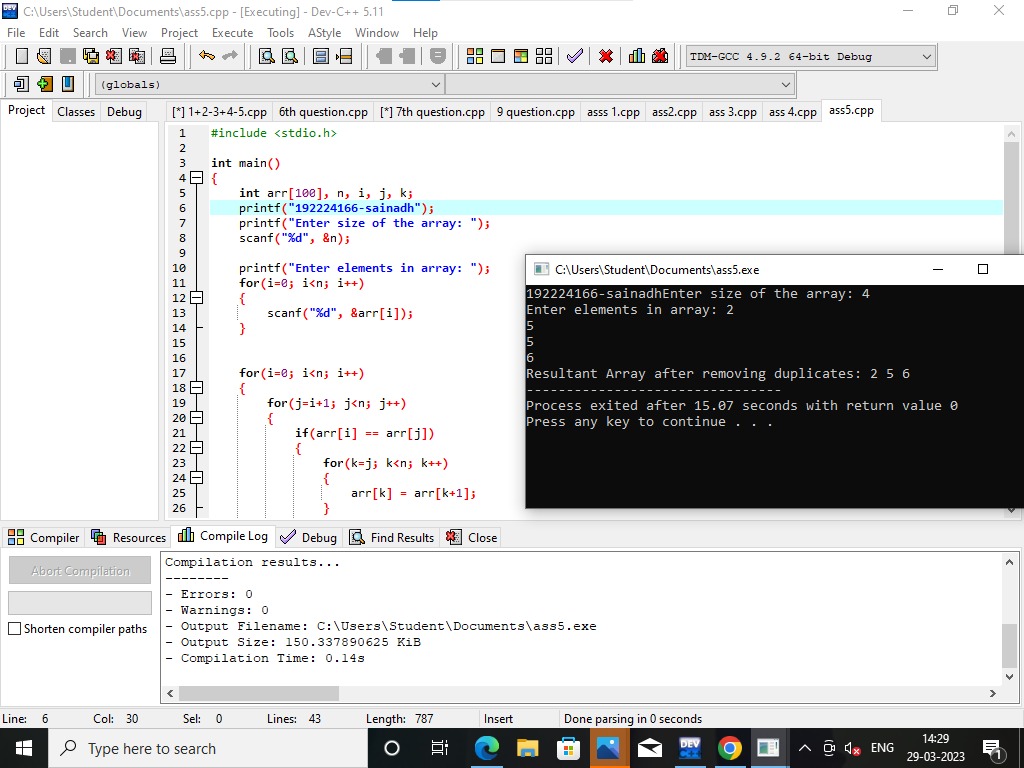 C:\Users\Student\Documents\ass5.cpp - [Executing] - Dev-C++ 5.11
File Edit Search View Project Execute Tools AStyle Window Help
TDM-GCC 4.9.2 64-bit Debug
(globals)
Project Classes Debug
[*] 1+2-3+4-5.cpp 6th question.cpp [*] 7th question.cpp 9 question.cpp asss 1.cpp ass2.cpp ass 3.cpp ass 4.cpp ass5.cpp
1 #include <stdio.h>
2
3 int main()
4 {
5 int arr[100], n, i, j, k;
6 printf("192224166-sainadh");
7 printf("Enter size of the array: ");
8 scanf("%d", &n);
9
10 printf("Enter elements in array: ");
11 for(i=0; i<n; i++)
12 {
13 scanf("%d", &arr[i]);
14 }
15
16
17 for(i=0; i<n; i++)
18 {
19 for(j=i+1; j<n; j++)
20 {
21 if(arr[i] == arr[j])
22 {
23 for(k=j; k<n; k++)
24 {
25 arr[k] = arr[k+1];
26 }
C:\Users\Student\Documents\ass5.exe
192224166-sainadhEnter size of the array: 4
Enter elements in array: 2
5
5
6
Resultant Array after removing duplicates: 2 5 6
--------------------------------
Process exited after 15.07 seconds with return value 0
Press any key to continue . . .
Compiler Resources Compile Log Debug Find Results Close
Abort Compilation
Shorten compiler paths
Compilation results...
--------
- Errors: 0
- Warnings: 0
- Output Filename: C:\Users\Student\Documents\ass5.exe
- Output Size: 150.337890625 KiB
- Compilation Time: 0.14s
Line: 6 Col: 30 Sel: 0 Lines: 43 Length: 787 Insert Done parsing in 0 seconds
Type here to search
DEV
ENG
14:29
29-03-2023
1